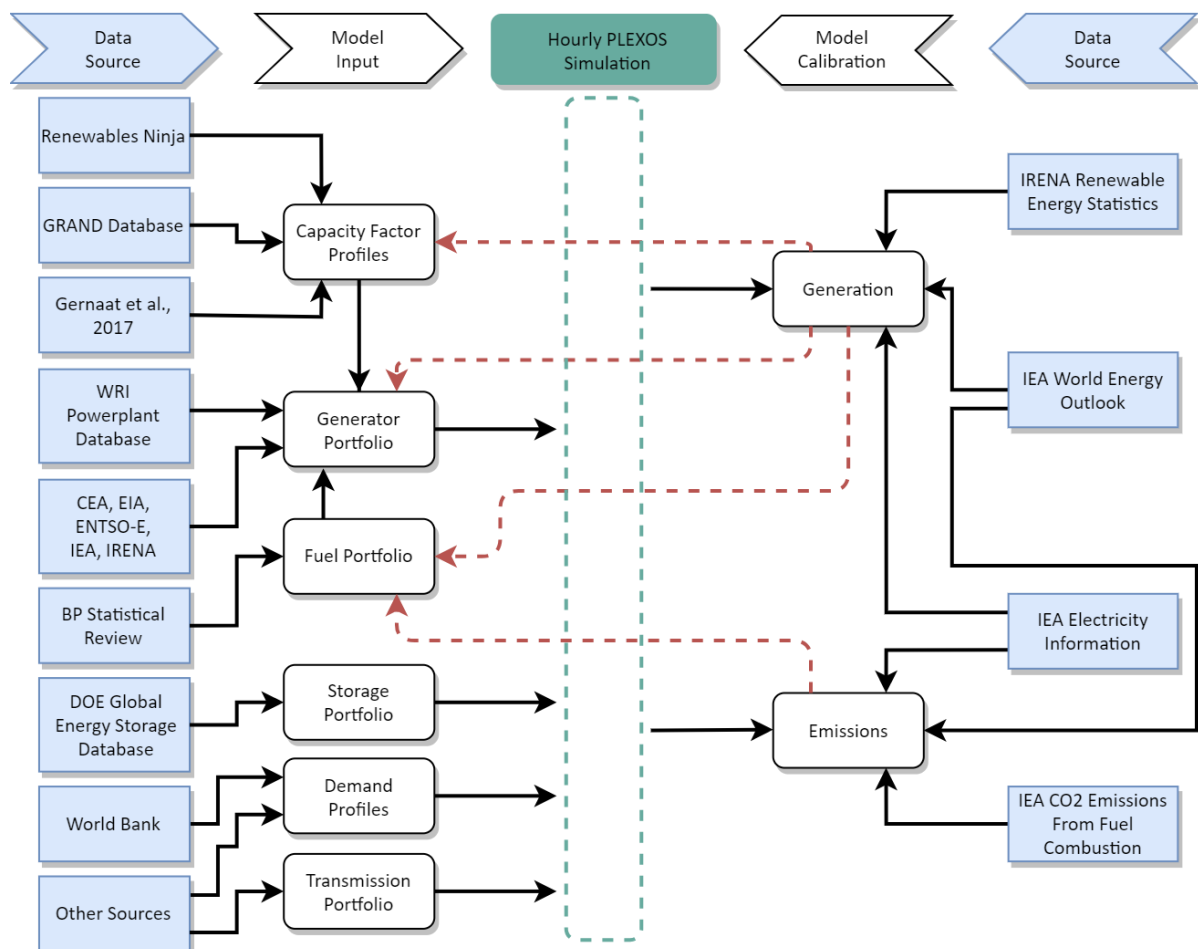 Data
Source
Model
Input
Hourly PLEXOS
Simulation
Model
Calibration
Data
Source
Renewables Ninja
GRAND Database
Gernaat et al.,
2017
WRI
Powerplant
Database
CEA, EIA,
ENTSO-E,
IEA, IRENA
BP Statistical
Review
DOE Global
Energy Storage
Database
World Bank
Other Sources
Capacity Factor
Profiles
Generator
Portfolio
Fuel Portfolio
Storage
Portfolio
Demand
Profiles
Transmission
Portfolio
Generation
Emissions
IRENA Renewable
Energy Statistics
IEA World Energy
Outlook
IEA Electricity
Information
IEA CO2 Emissions
From Fuel
Combustion